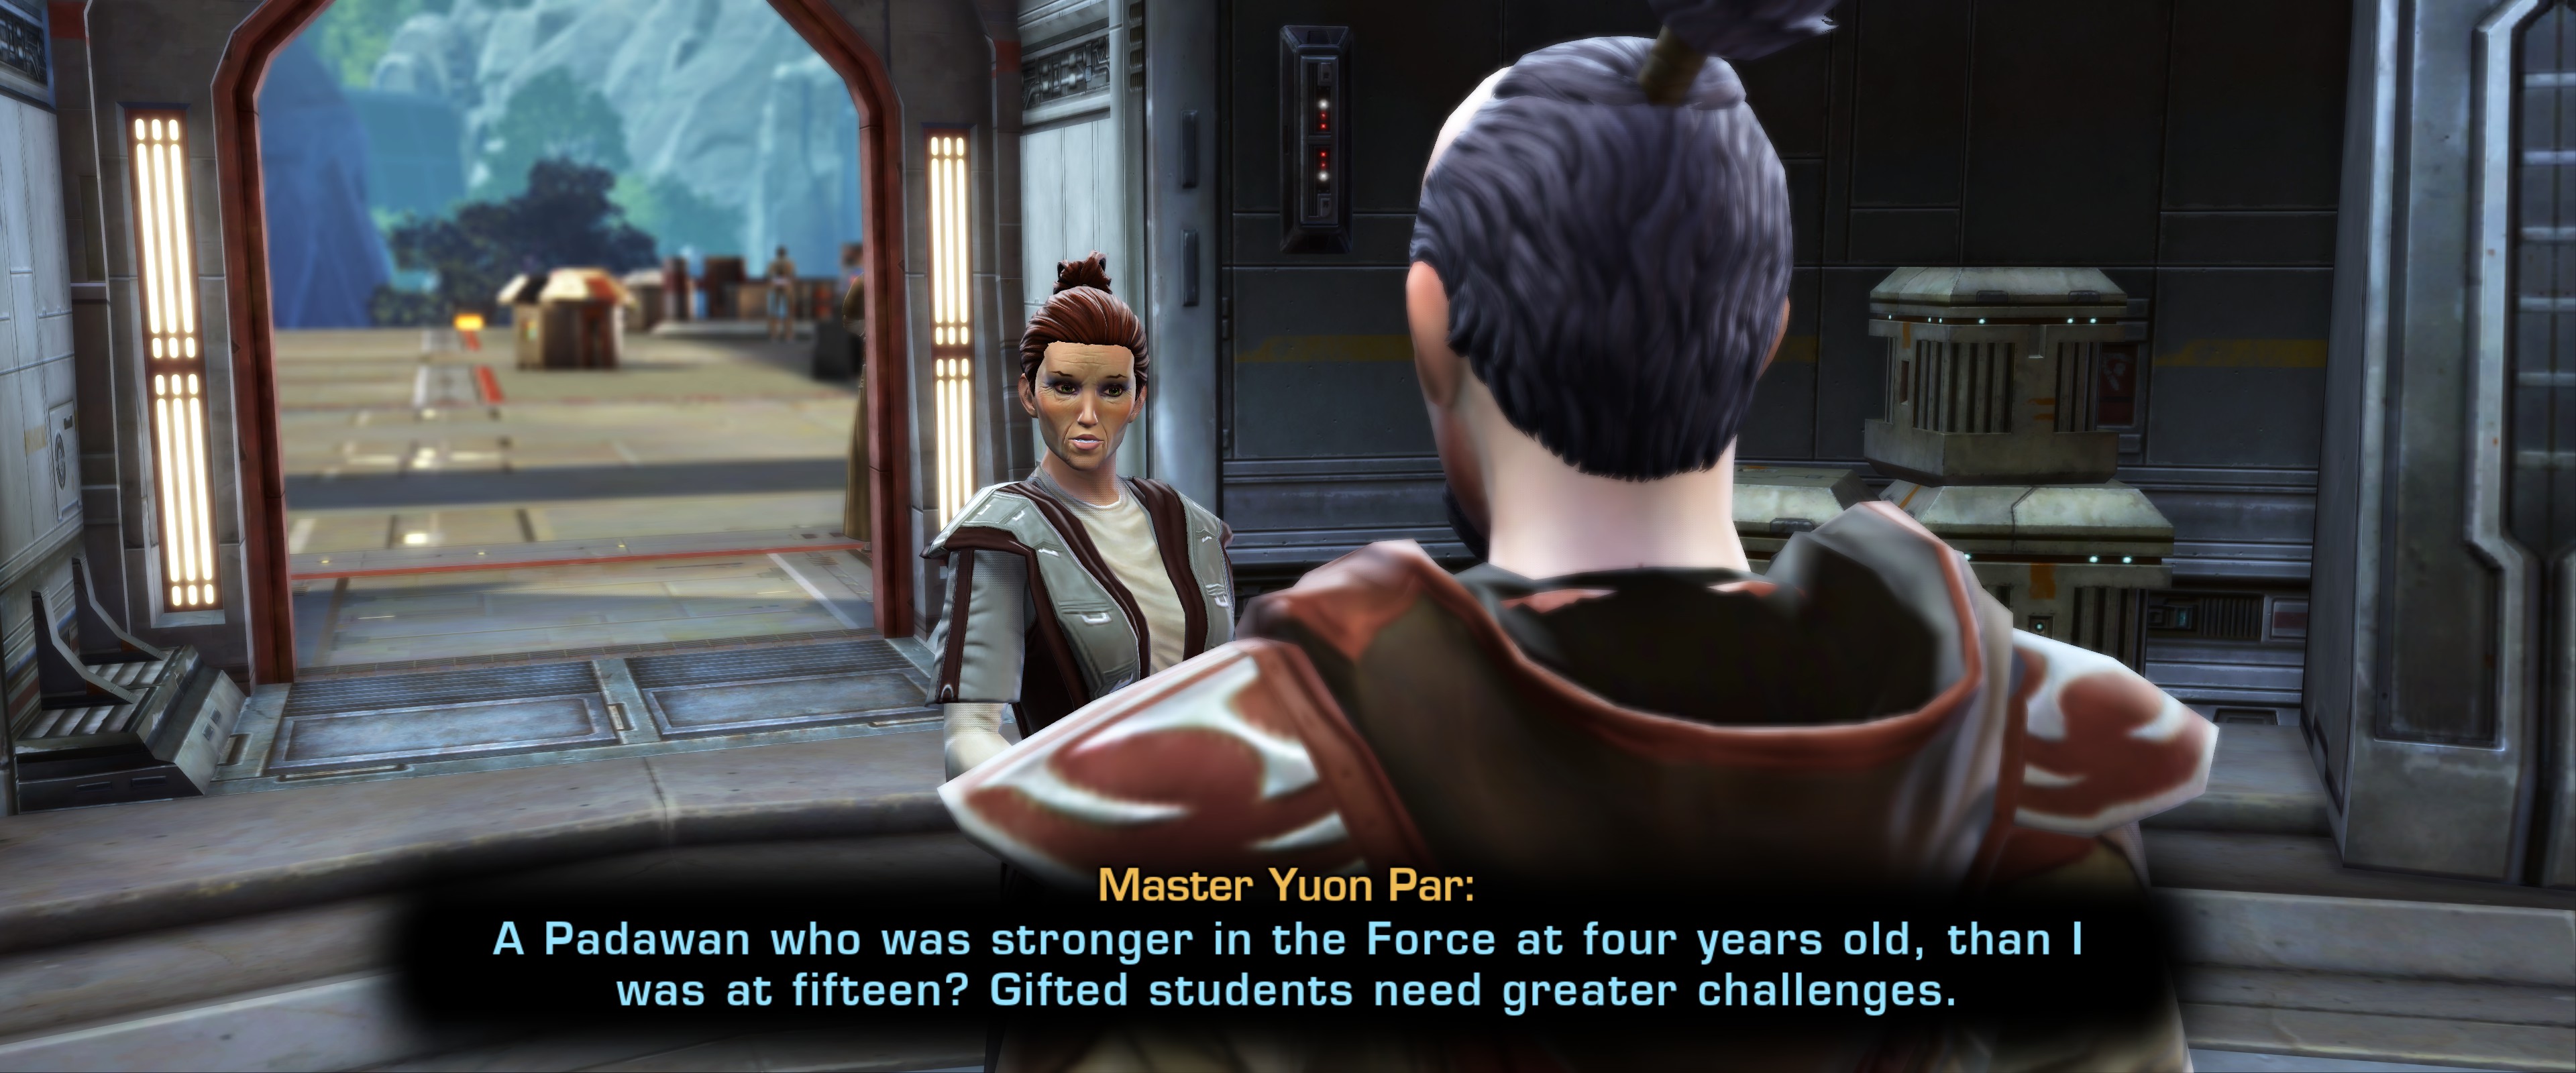 Master Yuon Par:
A Padawan who was stronger in the Force at four years old, than I
was at fifteen? Gifted students need greater challenges.